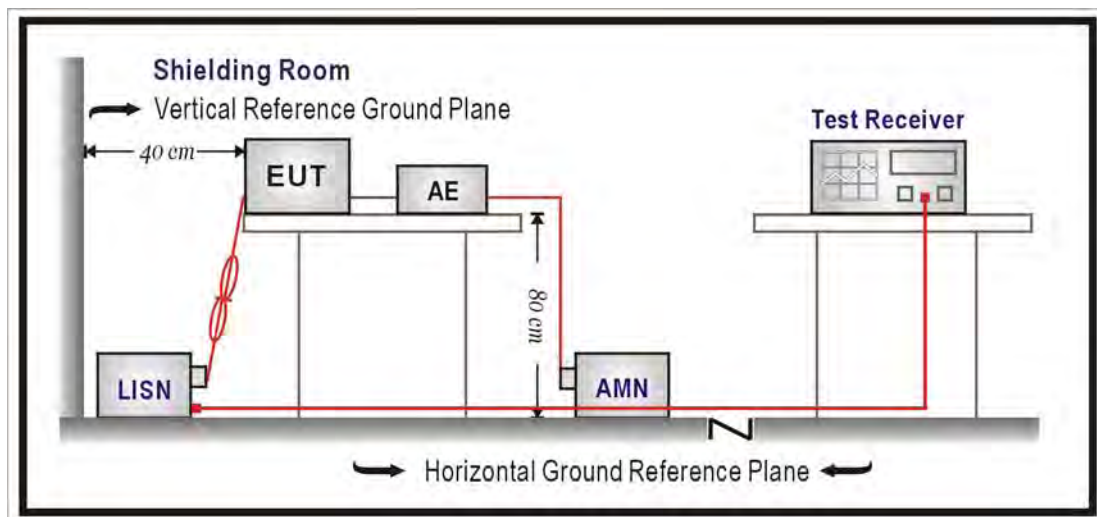 Shielding Room
Vertical Reference Ground Plane
Test Receiver
40 cm
EUT
AE
80 cm
LISN
AMN
Horizontal Ground Reference Plane